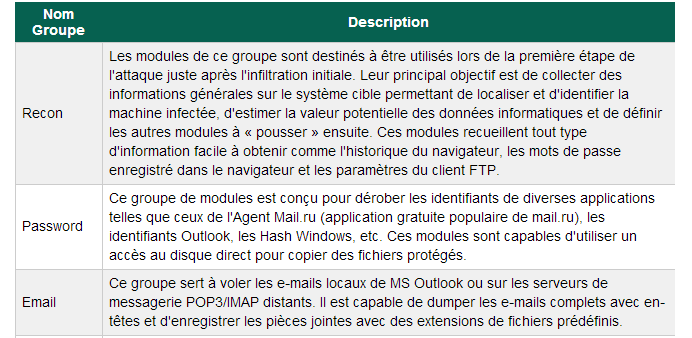 Nom Groupe
Description
Recon
Les modules de ce groupe sont destinés à être utilisés lors de la première étape de
l'attaque juste après l'infiltration initiale. Leur principal objectif est de collecter des
informations générales sur le système cible permettant de localiser et d'identifier la
machine infectée, d'estimer la valeur potentielle des données informatiques et de définir
les autres modules à « pousser » ensuite. Ces modules recueillent tout type
d'information facile à obtenir comme l'historique du navigateur, les mots de passe
enregistré dans le navigateur et les paramètres du client FTP.
Password
Ce groupe de modules est conçu pour dérober les identifiants de diverses applications
telles que ceux de l'Agent Mail.ru (application gratuite populaire de mail.ru), les
identifiants Outlook, les Hash Windows, etc. Ces modules sont capables d'utiliser un
accès au disque direct pour copier des fichiers protégés.
Email
Ce groupe sert à voler les e-mails locaux de MS Outlook ou sur les serveurs de
messagerie POP3/IMAP distants. Il est capable de dumper les e-mails complets avec en-
têtes et d'enregistrer les pièces jointes avec des extensions de fichiers prédéfinis.